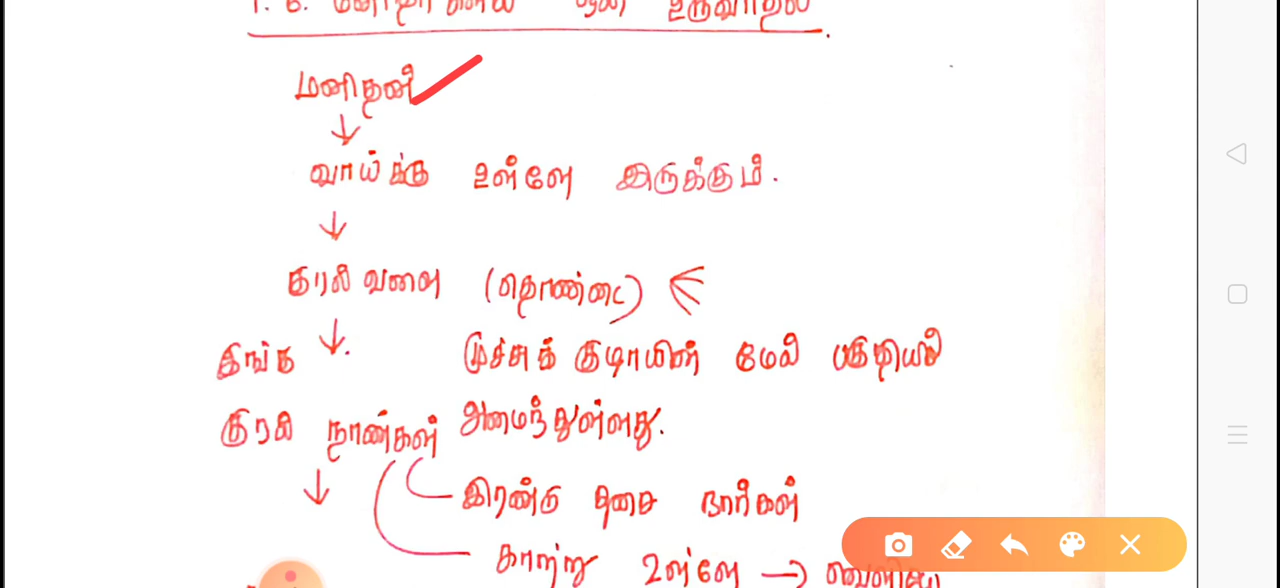 மனிதன்
வாய்க்கு உள்ளே இருக்கும்.
குரல் வளை (தொண்டை)
இங்கு மூச்சுக் குழாயின் மேல் பகுதியில்
குரல் நாண்கள் அமைந்துள்ளது.
இரண்டு தசை நார்கள்
காற்று உள்ளே →